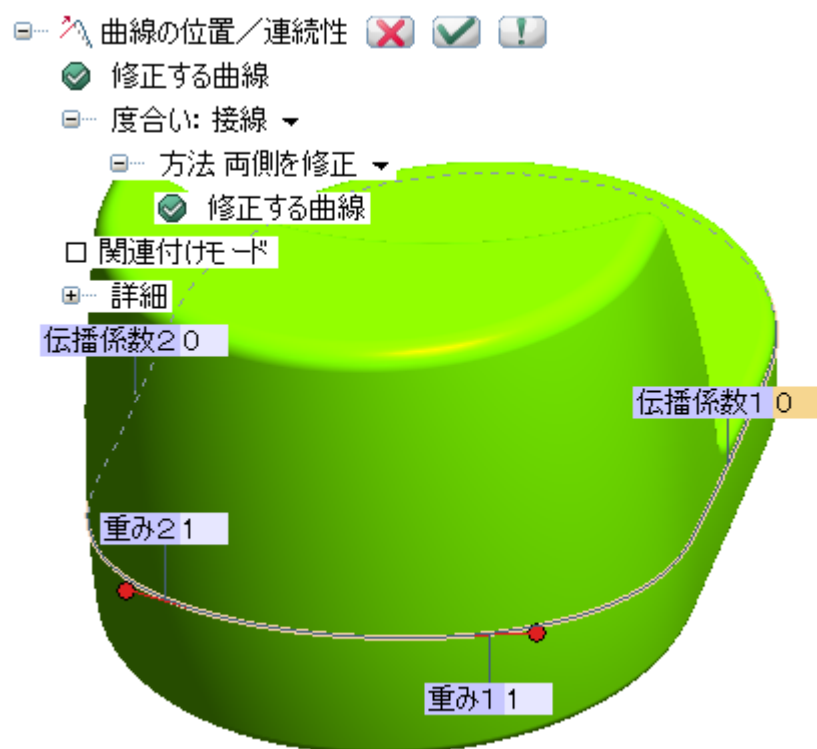 曲線の位置／連続性
修正する曲線
度合い: 接線
方法 両側を修正
修正する曲線
関連付けモード
詳細
伝播係数2 0
伝播係数1 0
重み2 1
重み1 1